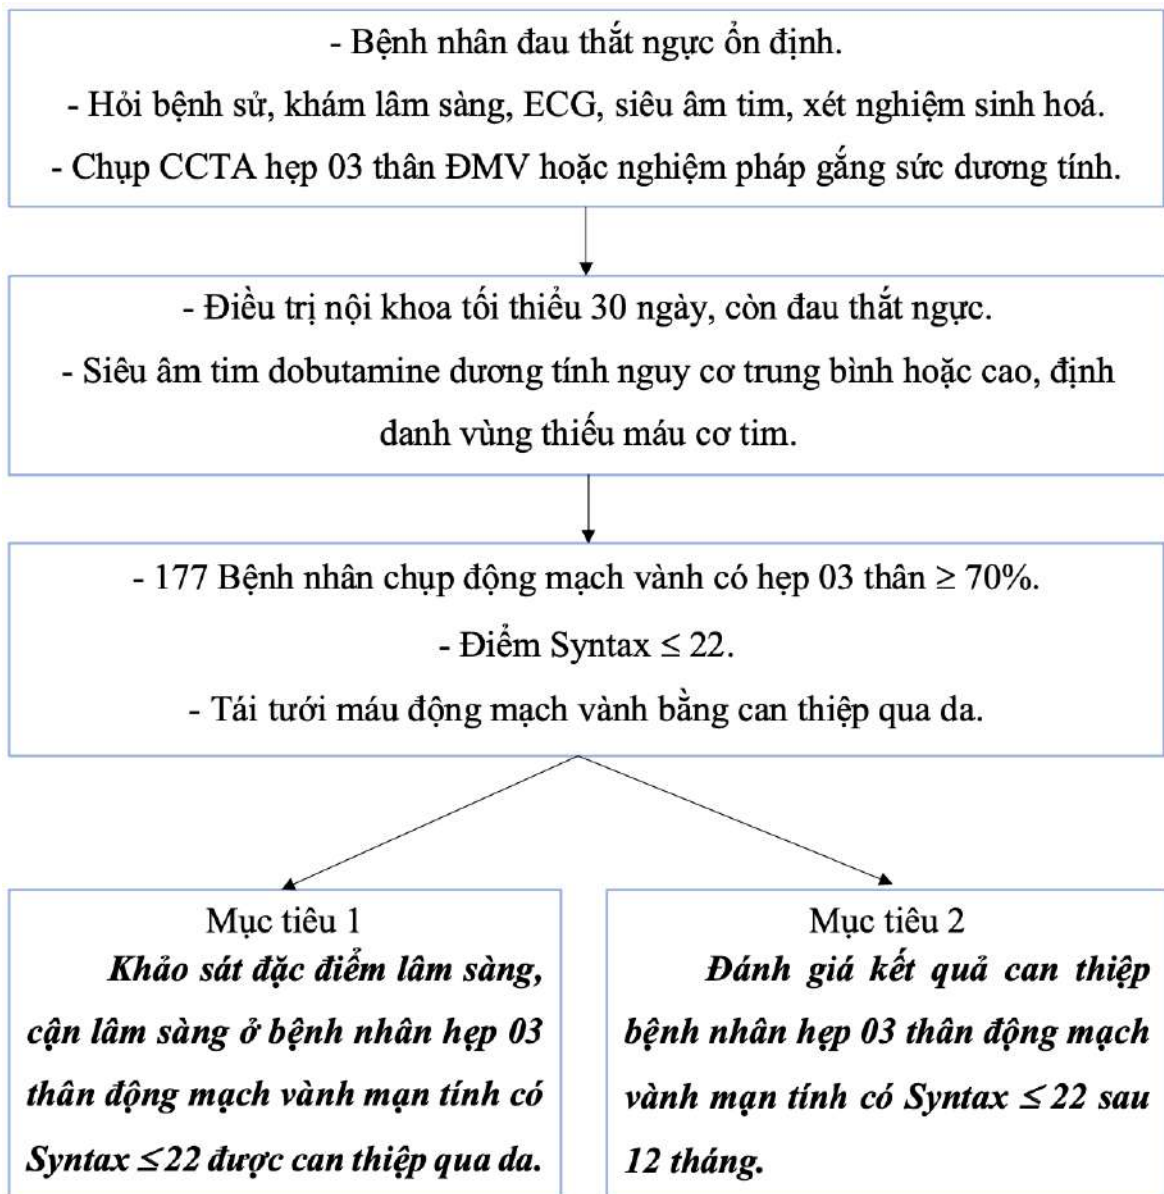 - Bệnh nhân đau thắt ngực ổn định.
- Hỏi bệnh sử, khám lâm sàng, ECG, siêu âm tim, xét nghiệm sinh hoá.
- Chụp CCTA hẹp 03 thân ĐMV hoặc nghiệm pháp gắng sức dương tính.
- Điều trị nội khoa tối thiểu 30 ngày, còn đau thắt ngực.
- Siêu âm tim dobutamine dương tính nguy cơ trung bình hoặc cao, định
danh vùng thiếu máu cơ tim.
- 177 Bệnh nhân chụp động mạch vành có hẹp 03 thân ≥ 70%.
- Điểm Syntax ≤ 22.
- Tái tưới máu động mạch vành bằng can thiệp qua da.
Mục tiêu 1
Khảo sát đặc điểm lâm sàng,
cận lâm sàng ở bệnh nhân hẹp 03
thân động mạch vành mạn tính có
Syntax ≤22 được can thiệp qua da.
Mục tiêu 2
Đánh giá kết quả can thiệp
bệnh nhân hẹp 03 thân động mạch
vành mạn tính có Syntax ≤ 22 sau
12 tháng.